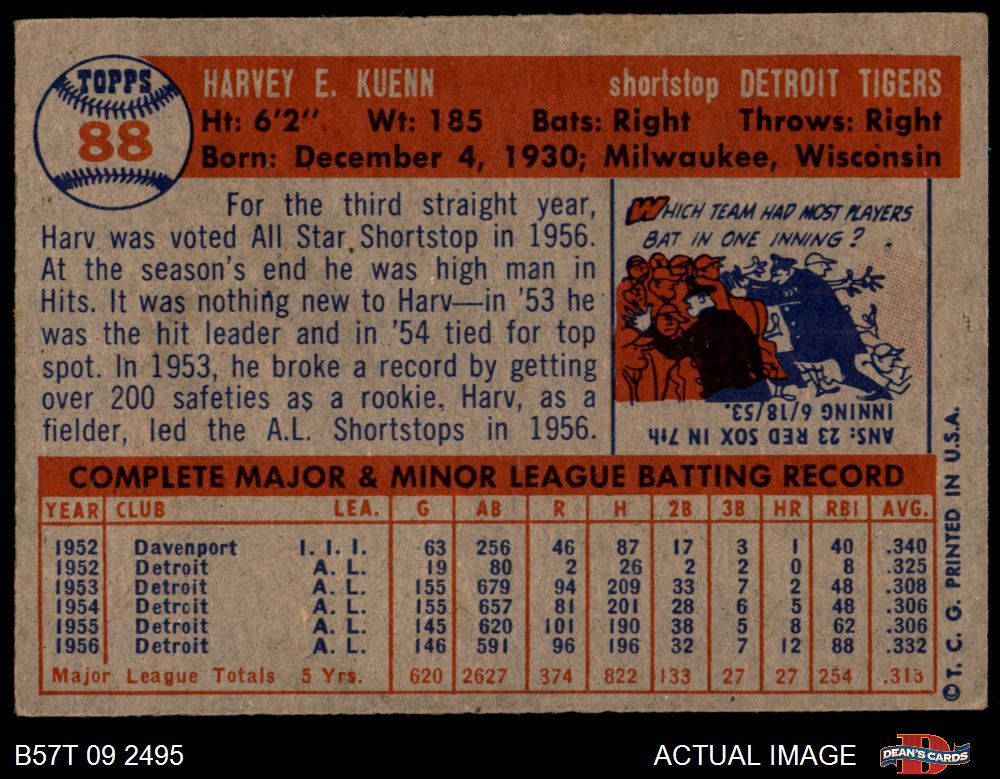 TOPPS
88
HARVEY E. KUENN shortstop DETROIT TIGERS
Ht: 6'2" Wt: 185 Bats: Right Throws: Right
Born: December 4, 1930; Milwaukee, Wisconsin
For the third straight year,
Harv was voted All Star Shortstop in 1956.
At the season's end he was high man in
Hits. It was nothing new to Harv—in '53 he
was the hit leader and in '54 tied for top
spot. In 1953, he broke a record by getting
over 200 safeties as a rookie. Harv, as a
fielder, led the A.L. Shortstops in 1956.
WHICH TEAM HAD MOST PLAYERS
BAT IN ONE INNING?
ANS: 23 RED SOX IN 7th
INNING 6/18/53.
COMPLETE MAJOR & MINOR LEAGUE BATTING RECORD
YEAR CLUB LEA. G AB R H 2B 3B HR RBI AVG.
1952 Davenport I. I. I. 63 256 46 87 17 3 1 40 .340
1952 Detroit A. L. 19 80 2 26 2 2 0 8 .325
1953 Detroit A. L. 155 679 94 209 33 7 2 48 .308
1954 Detroit A. L. 155 657 81 201 28 6 5 48 .306
1955 Detroit A. L. 145 620 101 190 38 5 8 62 .306
1956 Detroit A. L. 146 591 96 196 32 7 12 88 .332
Major League Totals 5 Yrs. 620 2627 374 822 133 27 27 254 .313
© T. C. G. PRINTED IN U.S.A.
B57T 09 2495 ACTUAL IMAGE
D
DEAN'S CARDS